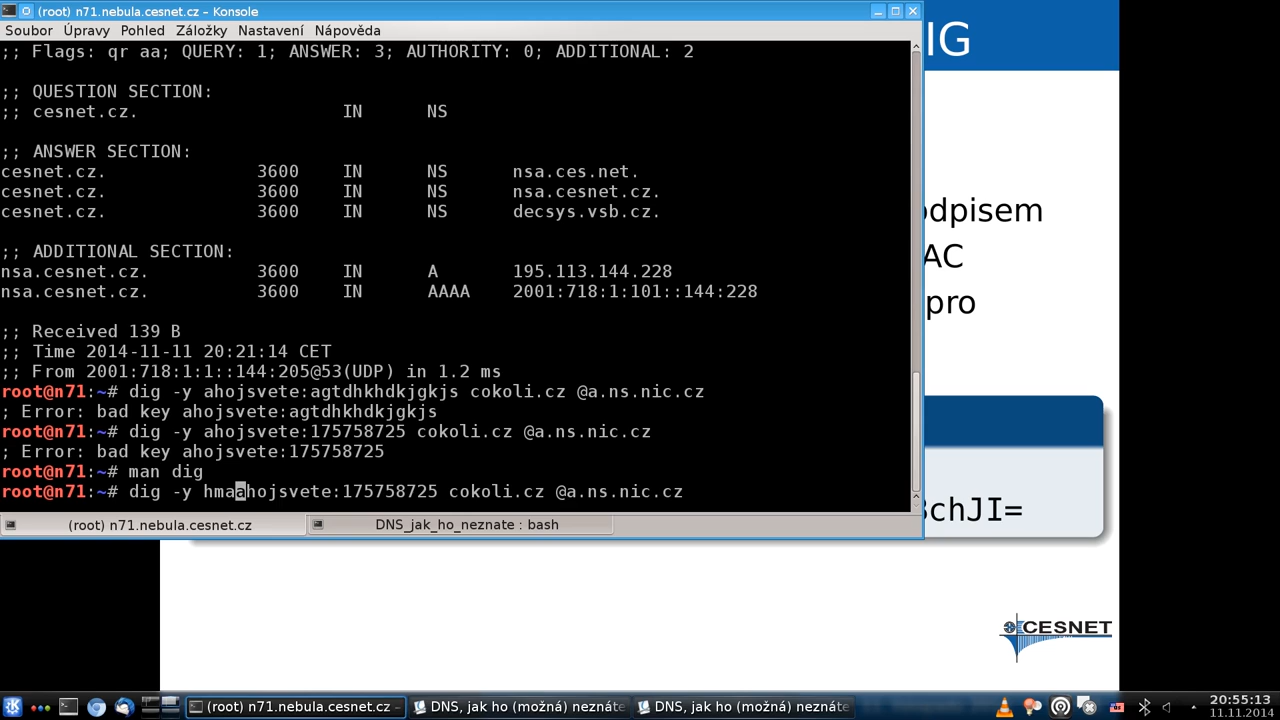 (root) n71.nebula.cesnet.cz – Konsole
Soubor Úpravy Pohled Záložky Nastavení Nápověda
;; Flags: qr aa; QUERY: 1; ANSWER: 3; AUTHORITY: 0; ADDITIONAL: 2
;; QUESTION SECTION:
;; cesnet.cz. IN NS
;; ANSWER SECTION:
cesnet.cz. 3600 IN NS nsa.ces.net.
cesnet.cz. 3600 IN NS nsa.cesnet.cz.
cesnet.cz. 3600 IN NS decsys.vsb.cz.
;; ADDITIONAL SECTION:
nsa.cesnet.cz. 3600 IN A 195.113.144.228
nsa.cesnet.cz. 3600 IN AAAA 2001:718:1:101::144:228
;; Received 139 B
;; Time 2014-11-11 20:21:14 CET
;; From 2001:718:1:1::144:205@53(UDP) in 1.2 ms
root@n71:~# dig -y ahojsvete:agtdhkhdkjgkjs cokoli.cz @a.ns.nic.cz
; Error: bad key ahojsvete:agtdhkhdkjgkjs
root@n71:~# dig -y ahojsvete:175758725 cokoli.cz @a.ns.nic.cz
; Error: bad key ahojsvete:175758725
root@n71:~# man dig
root@n71:~# dig -y hmaahojsvete:175758725 cokoli.cz @a.ns.nic.cz
(root) n71.nebula.cesnet.cz
DNS_jak_ho_neznate : bash
IG
dpisem
AC
pro
chJI=
CESNET
(root) n71.nebula.cesnet.cz –
DNS, jak ho (možná) neznáte
DNS, jak ho (možná) neznáte
20:55:13
11.11.2014